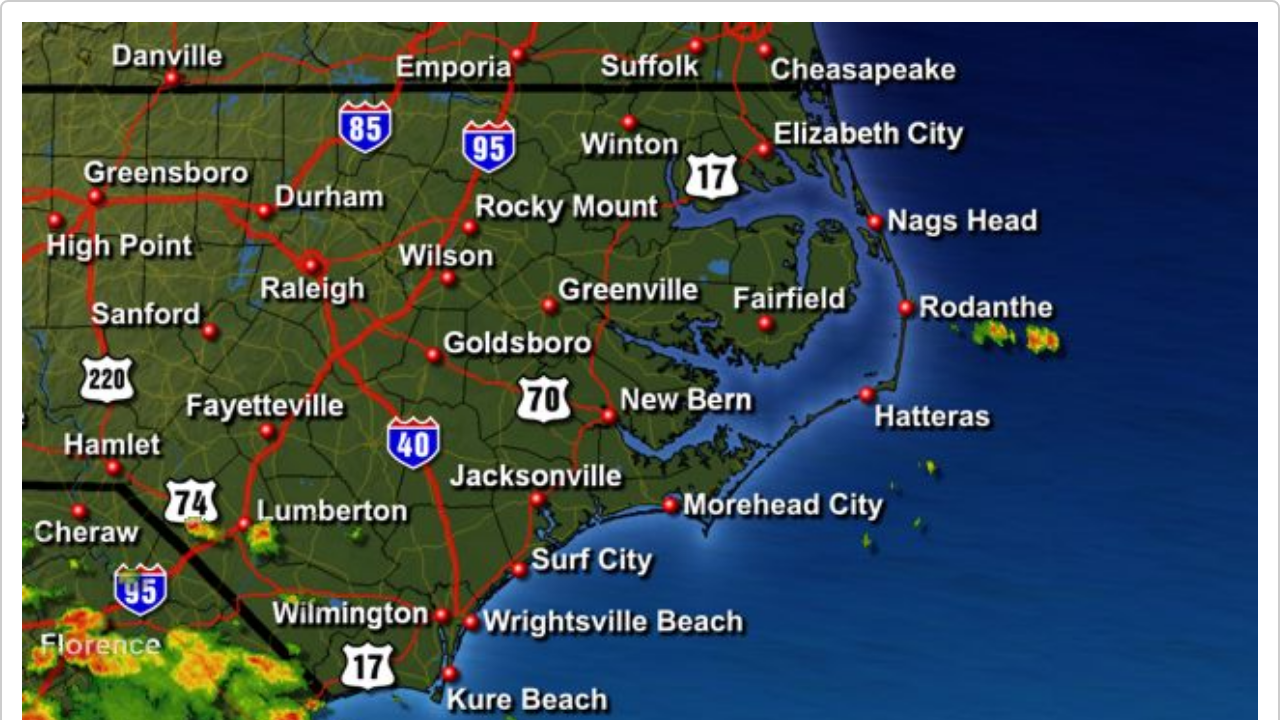 Danville
Emporia
Suffolk
Cheasapeake
85
95
Winton
Elizabeth City
17
Greensboro
Durham
Rocky Mount
Nags Head
High Point
Wilson
Raleigh
Greenville
Fairfield
Rodanthe
Sanford
Goldsboro
220
70
New Bern
Fayetteville
Hatteras
Hamlet
40
Jacksonville
74
Lumberton
Morehead City
Cheraw
Surf City
95
Wilmington
Wrightsville Beach
Florence
17
Kure Beach